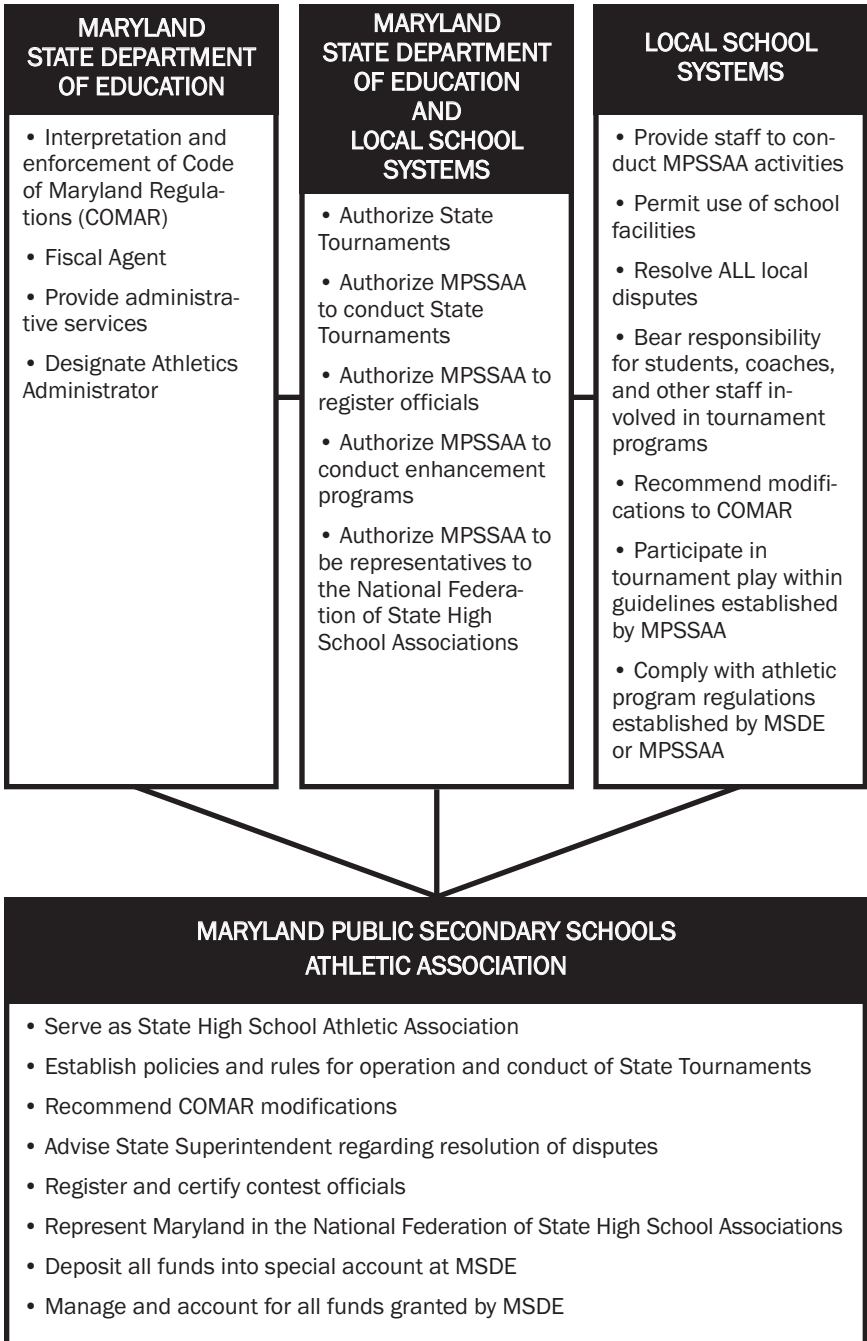 MARYLAND
STATE DEPARTMENT
OF EDUCATION
• Interpretation and
enforcement of Code
of Maryland Regula-
tions (COMAR)
• Fiscal Agent
• Provide administra-
tive services
• Designate Athletics
Administrator
MARYLAND
STATE DEPARTMENT
OF EDUCATION
AND
LOCAL SCHOOL
SYSTEMS
• Authorize State
Tournaments
• Authorize MPSSAA
to conduct State
Tournaments
• Authorize MPSSAA to
register officials
• Authorize MPSSAA to
conduct enhancement
programs
• Authorize MPSSAA to
be representatives to
the National Federa-
tion of State High
School Associations
LOCAL SCHOOL
SYSTEMS
• Provide staff to con-
duct MPSSAA activities
• Permit use of school
facilities
• Resolve ALL local
disputes
• Bear responsibility
for students, coaches,
and other staff in-
volved in tournament
programs
• Recommend modifi-
cations to COMAR
• Participate in
tournament play within
guidelines established
by MPSSAA
• Comply with athletic
program regulations
established by MSDE
or MPSSAA
MARYLAND PUBLIC SECONDARY SCHOOLS
ATHLETIC ASSOCIATION
• Serve as State High School Athletic Association
• Establish policies and rules for operation and conduct of State Tournaments
• Recommend COMAR modifications
• Advise State Superintendent regarding resolution of disputes
• Register and certify contest officials
• Represent Maryland in the National Federation of State High School Associations
• Deposit all funds into special account at MSDE
• Manage and account for all funds granted by MSDE